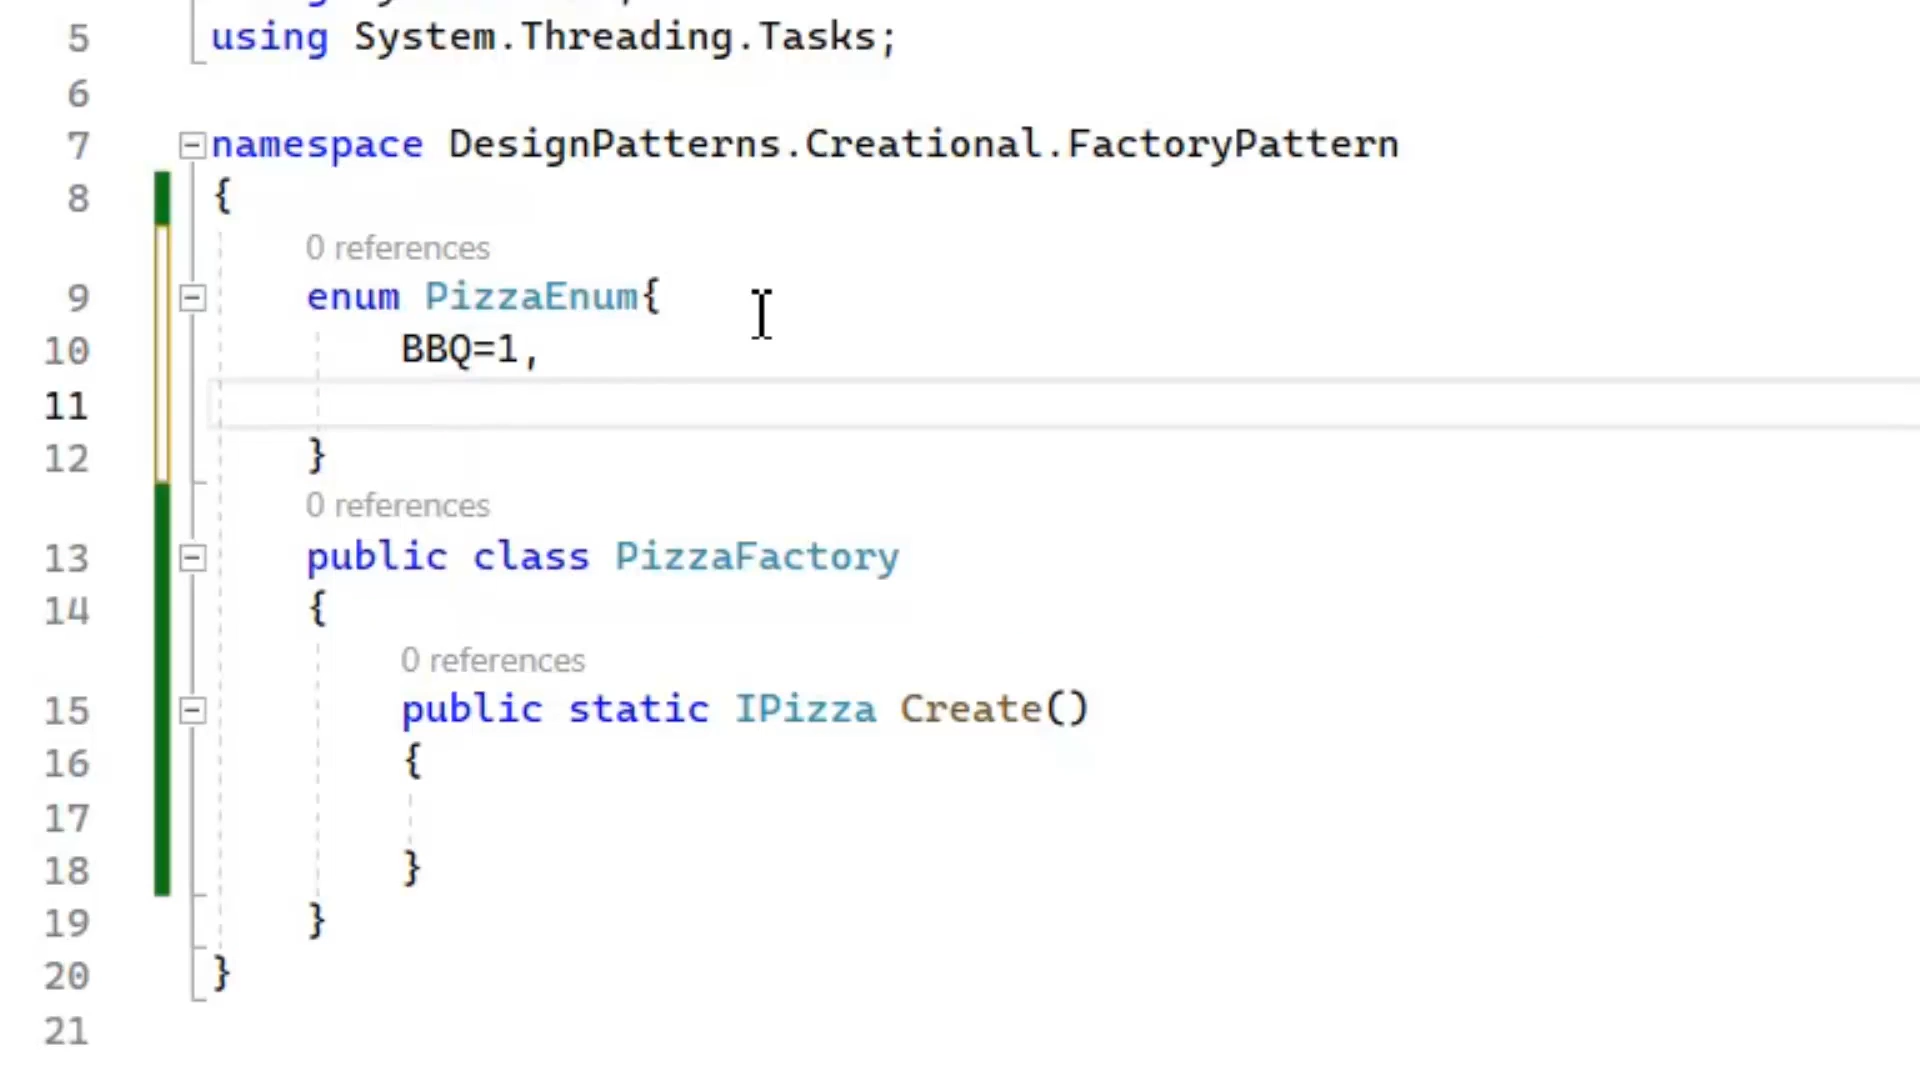 5 using System.Threading.Tasks;
6
7 namespace DesignPatterns.Creational.FactoryPattern
8 {
0 references
9 enum PizzaEnum{
10 BBQ=1,
11
12 }
0 references
13 public class PizzaFactory
14 {
0 references
15 public static IPizza Create()
16 {
17
18 }
19 }
20 }
21